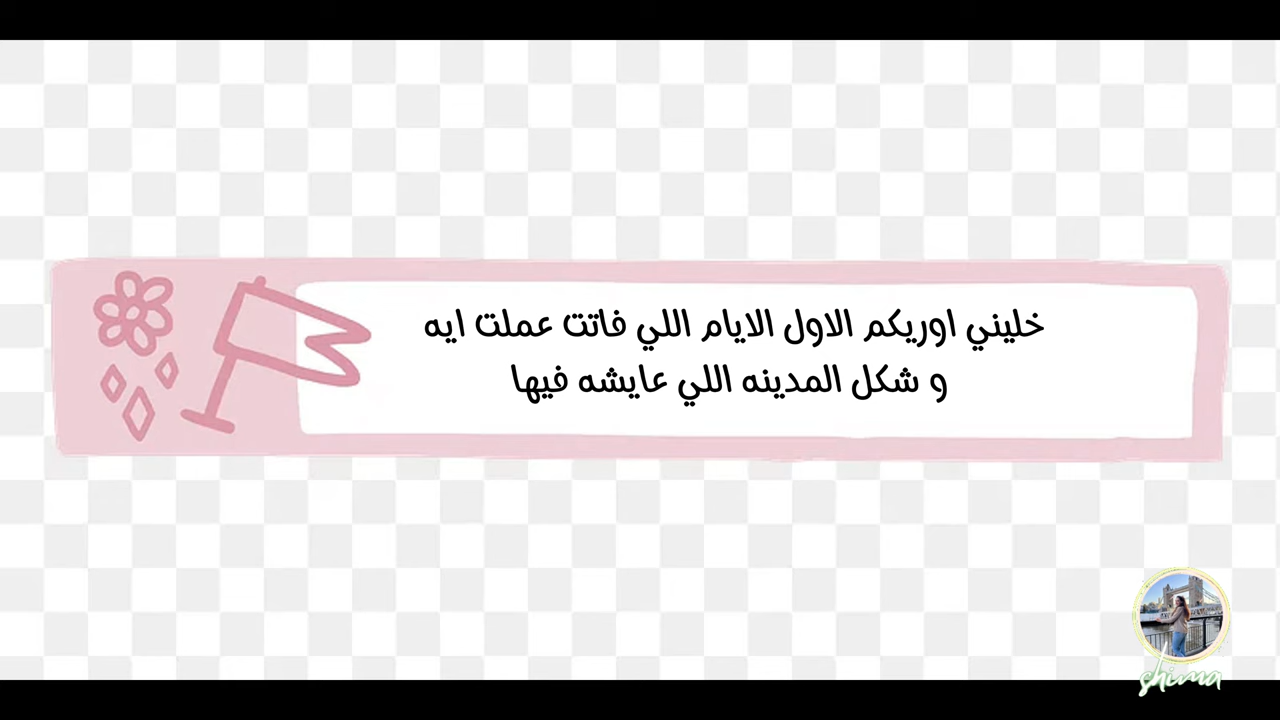 خليني اوريكم الاول الايام اللي فاتت عملت ايه
و شكل المدينه اللي عايشه فيها
shima